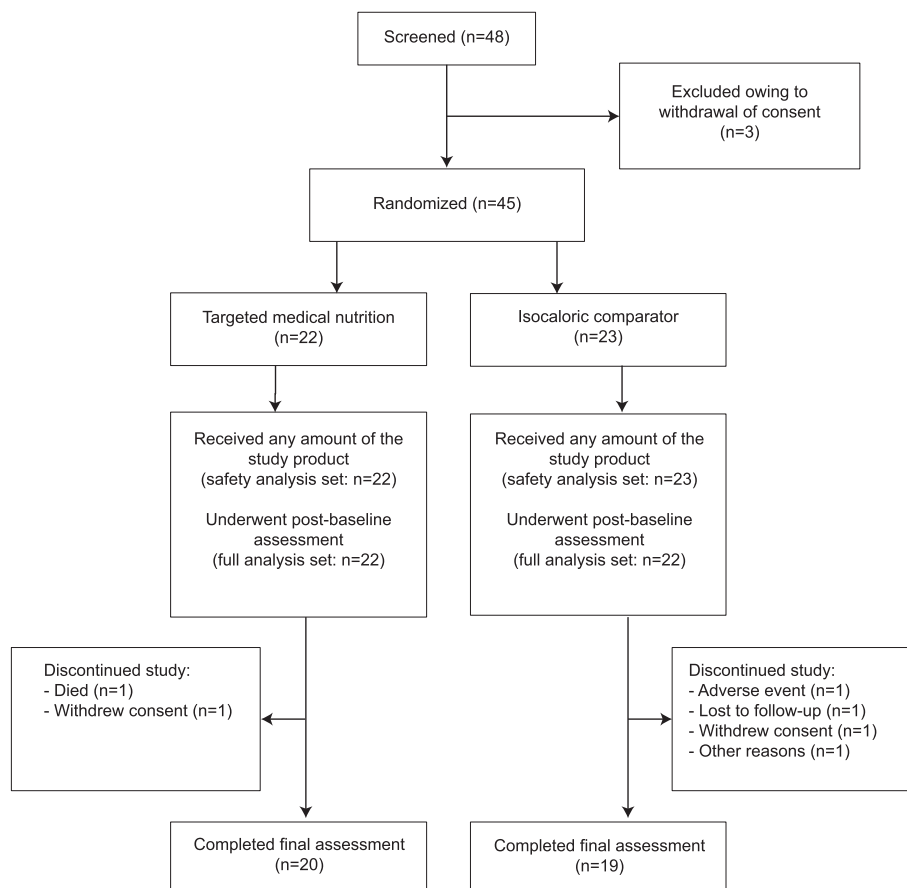 Screened (n=48)
Excluded owing to
withdrawal of consent
(n=3)
Randomized (n=45)
Targeted medical nutrition
(n=22)
Isocaloric comparator
(n=23)
Received any amount of the
study product
(safety analysis set: n=22)
Underwent post-baseline
assessment
(full analysis set: n=22)
Received any amount of the
study product
(safety analysis set: n=23)
Underwent post-baseline
assessment
(full analysis set: n=22)
Discontinued study:
- Died (n=1)
- Withdrew consent (n=1)
Discontinued study:
- Adverse event (n=1)
- Lost to follow-up (n=1)
- Withdrew consent (n=1)
- Other reasons (n=1)
Completed final assessment
(n=20)
Completed final assessment
(n=19)